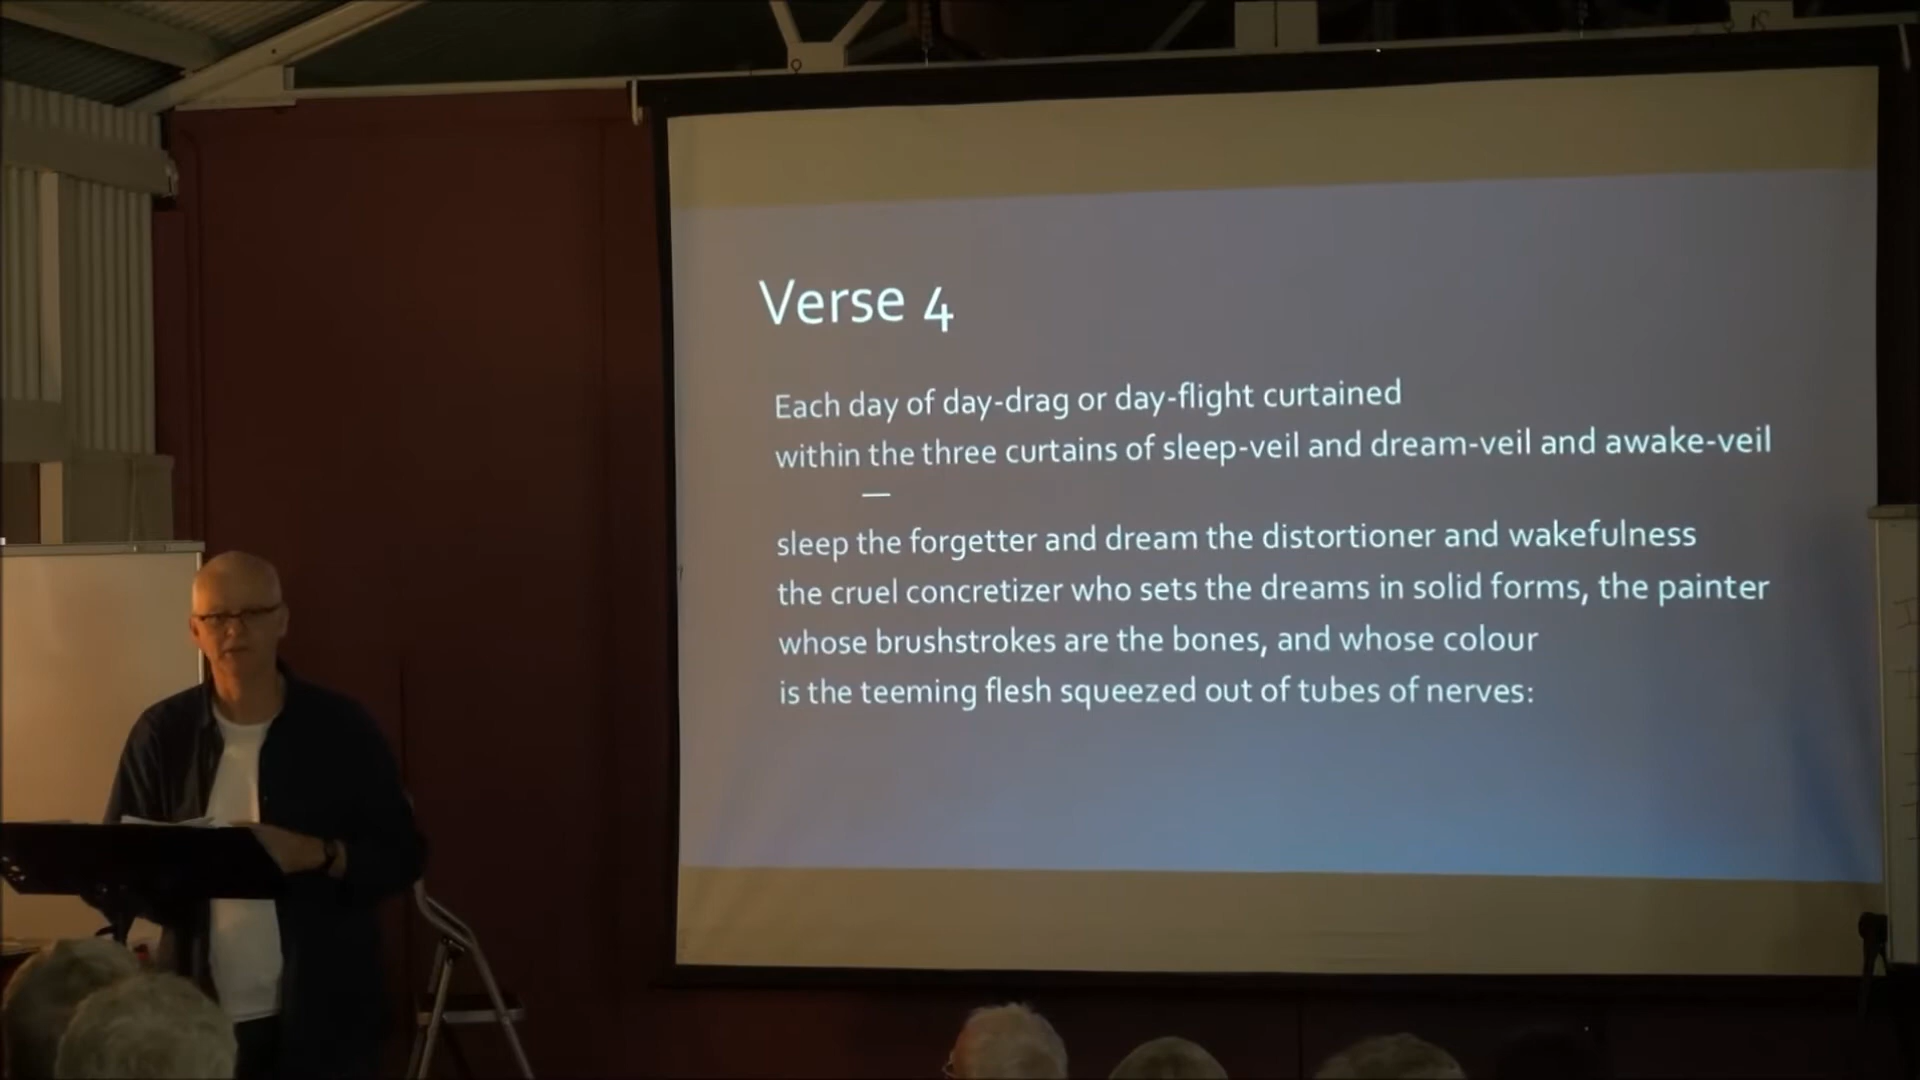 Verse 4
Each day of day-drag or day-flight curtained
within the three curtains of sleep-veil and dream-veil and awake-veil
—
sleep the forgetter and dream the distortioner and wakefulness
the cruel concretizer who sets the dreams in solid forms, the painter
whose brushstrokes are the bones, and whose colour
is the teeming flesh squeezed out of tubes of nerves: